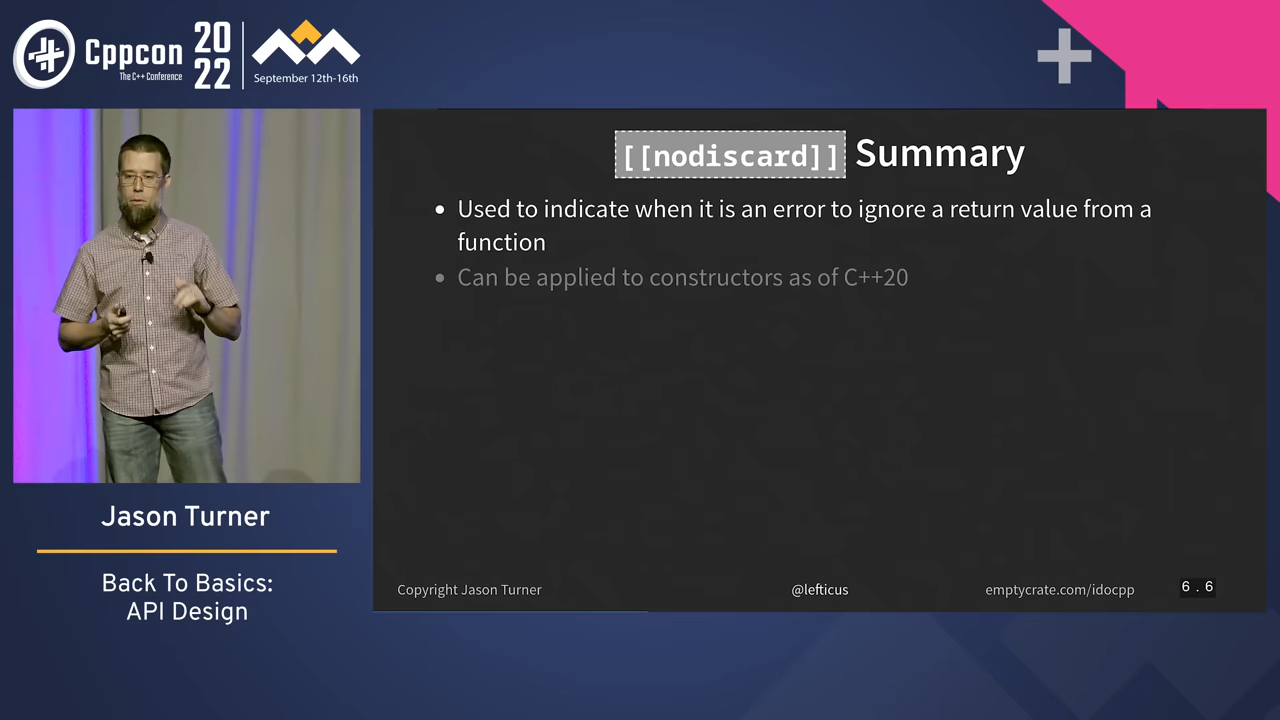 Cppcon
The C++ Conference
20
22
September 12th-16th
[[nodiscard]] Summary
• Used to indicate when it is an error to ignore a return value from a
function
• Can be applied to constructors as of C++20
Jason Turner
Back To Basics:
API Design
Copyright Jason Turner
@lefticus
emptycrate.com/idocpp
6 . 6